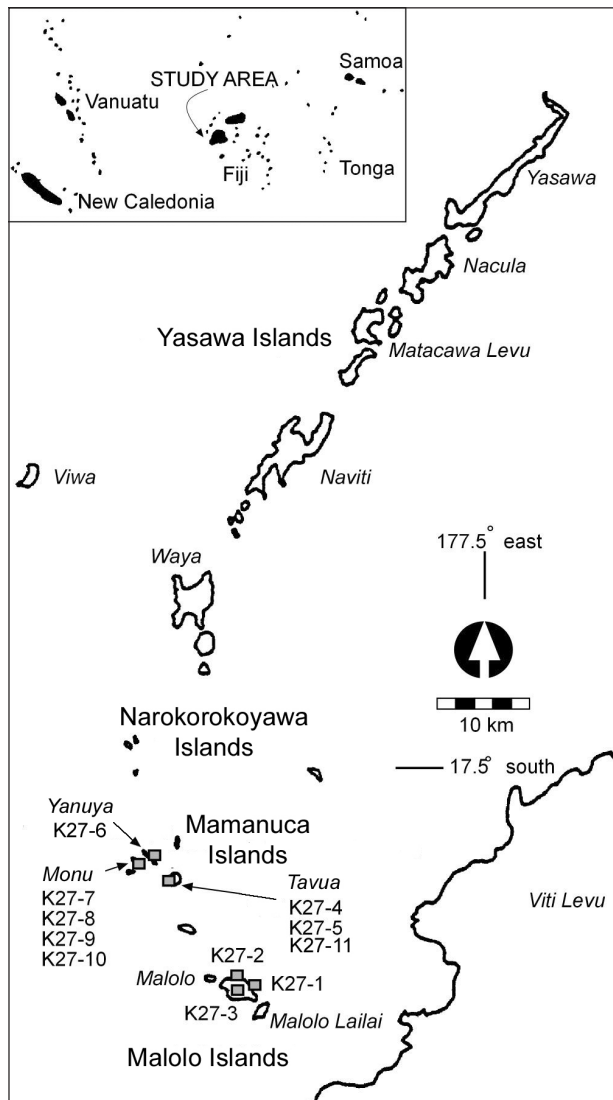 Samoa
STUDY AREA
Vanuatu
Fiji
Tonga
New Caledonia
Yasawa
Nacula
Yasawa Islands
Matacawa Levu
Viwa
Naviti
177.5° east
Waya
10 km
Narokorokoyawa
Islands
17.5° south
Yanuya
K27-6
Mamanuca
Islands
Monu
K27-7
K27-8
K27-9
K27-10
Tavua
K27-4
K27-5
K27-11
Viti Levu
K27-2
Malolo
K27-1
K27-3
Malolo Lailai
Malolo Islands